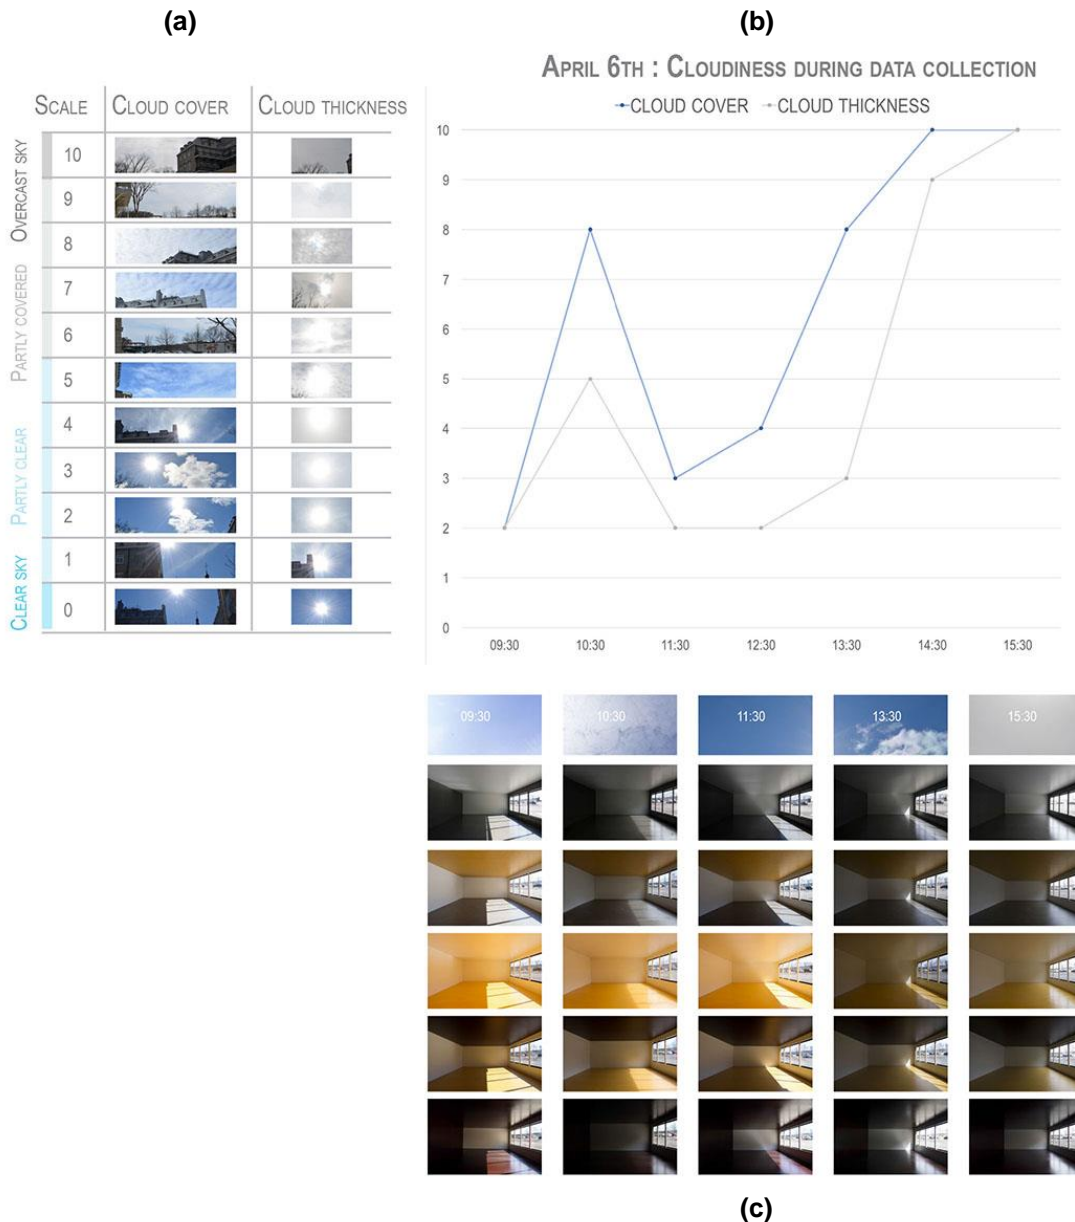 (a)
(b)
APRIL 6TH : CLOUDINESS DURING DATA COLLECTION
CLOUD COVER CLOUD THICKNESS
SCALE CLOUD COVER CLOUD THICKNESS
OVERCAST SKY
PARTLY COVERED
PARTLY CLEAR
CLEAR SKY
10
9
8
7
6
5
4
3
2
1
0
10
9
8
7
6
5
4
3
2
1
0
09:30 10:30 11:30 12:30 13:30 14:30 15:30
09:30 10:30 11:30 13:30 15:30
(c)